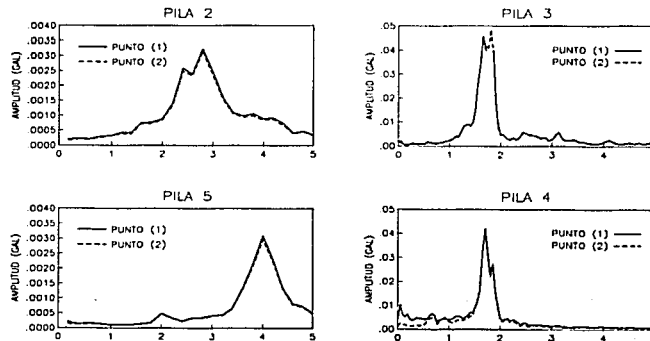 PILA 2
AMPLITUD (GAL)
.0040
.0035
.0030
.0025
.0020
.0015
.0010
.0005
.0000
PUNTO (1)
PUNTO (2)
0 1 2 3 4 5
PILA 3
AMPLITUD (GAL)
.05
.04
.03
.02
.01
.00
PUNTO (1)
PUNTO (2)
0 1 2 3 4
PILA 5
AMPLITUD (GAL)
.0040
.0035
.0030
.0025
.0020
.0015
.0010
.0005
.0000
PUNTO (1)
PUNTO (2)
0 1 2 3 4 5
PILA 4
AMPLITUD (GAL)
.05
.04
.03
.02
.01
.00
PUNTO (1)
PUNTO (2)
0 1 2 3 4